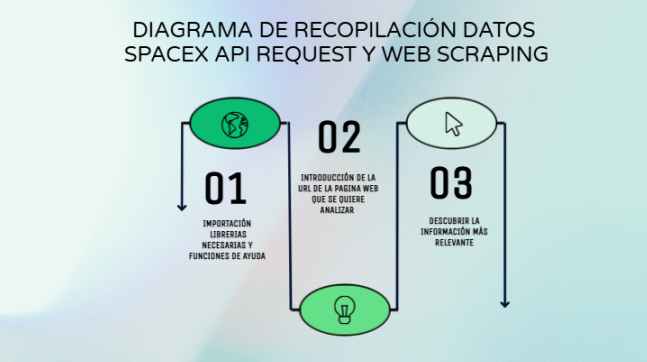 DIAGRAMA DE RECOPILACIÓN DATOS
SPACEX API REQUEST Y WEB SCRAPING
01
IMPORTACIÓN
LIBRERIAS
NECESARIAS Y
FUNCIONES DE AYUDA
02
INTRODUCCIÓN DE LA
URL DE LA PAGINA WEB
QUE SE QUIERE
ANALIZAR
03
DESCUBRIR LA
INFORMACIÓN MÁS
RELEVANTE